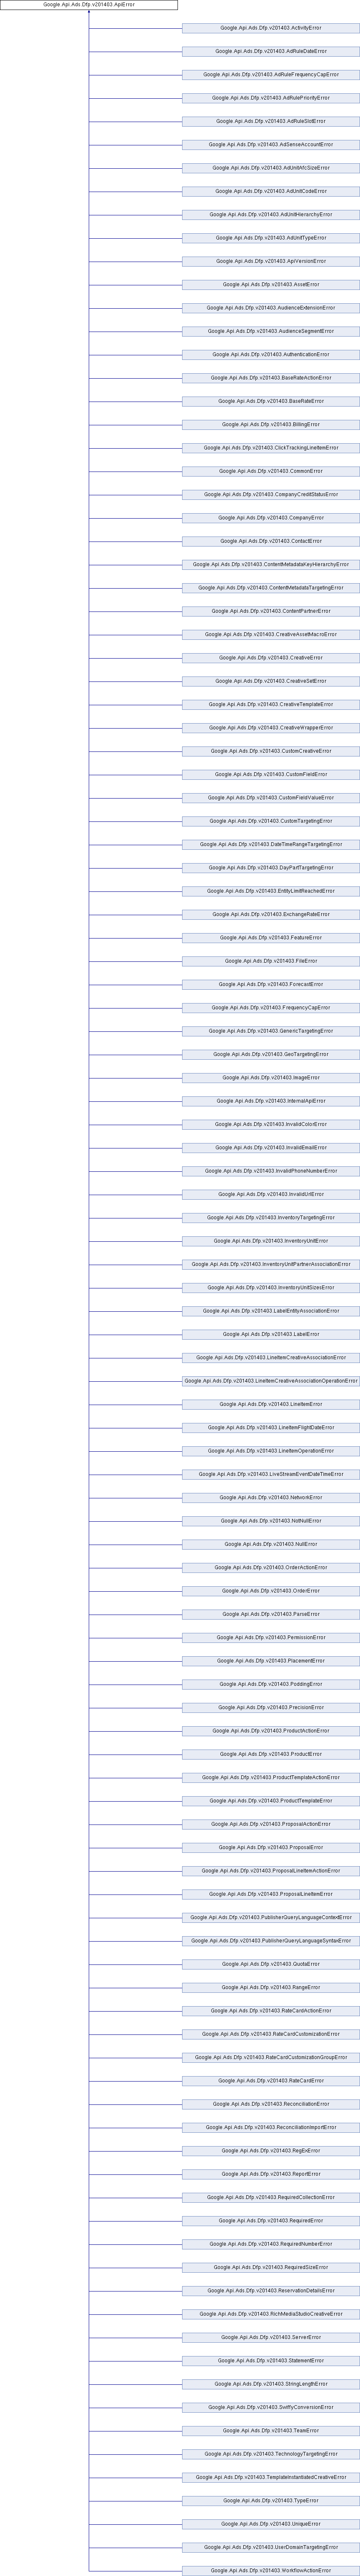 Google.Api.Ads.Dfp.v201403.ApiError
Google.Api.Ads.Dfp.v201403.ActivityError
Google.Api.Ads.Dfp.v201403.AdRuleDateError
Google.Api.Ads.Dfp.v201403.AdRuleFrequencyCapError
Google.Api.Ads.Dfp.v201403.AdRulePriorityError
Google.Api.Ads.Dfp.v201403.AdRuleSlotError
Google.Api.Ads.Dfp.v201403.AdSenseAccountError
Google.Api.Ads.Dfp.v201403.AdUnitAfcSizeError
Google.Api.Ads.Dfp.v201403.AdUnitCodeError
Google.Api.Ads.Dfp.v201403.AdUnitHierarchyError
Google.Api.Ads.Dfp.v201403.AdUnitTypeError
Google.Api.Ads.Dfp.v201403.ApiVersionError
Google.Api.Ads.Dfp.v201403.AssetError
Google.Api.Ads.Dfp.v201403.AudienceExtensionError
Google.Api.Ads.Dfp.v201403.AudienceSegmentError
Google.Api.Ads.Dfp.v201403.AuthenticationError
Google.Api.Ads.Dfp.v201403.BaseRateActionError
Google.Api.Ads.Dfp.v201403.BaseRateError
Google.Api.Ads.Dfp.v201403.BillingError
Google.Api.Ads.Dfp.v201403.ClickTrackingLineItemError
Google.Api.Ads.Dfp.v201403.CommonError
Google.Api.Ads.Dfp.v201403.CompanyCreditStatusError
Google.Api.Ads.Dfp.v201403.CompanyError
Google.Api.Ads.Dfp.v201403.ContactError
Google.Api.Ads.Dfp.v201403.ContentMetadataKeyHierarchyError
Google.Api.Ads.Dfp.v201403.ContentMetadataTargetingError
Google.Api.Ads.Dfp.v201403.ContentPartnerError
Google.Api.Ads.Dfp.v201403.CreativeAssetMacroError
Google.Api.Ads.Dfp.v201403.CreativeError
Google.Api.Ads.Dfp.v201403.CreativeSetError
Google.Api.Ads.Dfp.v201403.CreativeTemplateError
Google.Api.Ads.Dfp.v201403.CreativeWrapperError
Google.Api.Ads.Dfp.v201403.CustomCreativeError
Google.Api.Ads.Dfp.v201403.CustomFieldError
Google.Api.Ads.Dfp.v201403.CustomFieldValueError
Google.Api.Ads.Dfp.v201403.CustomTargetingError
Google.Api.Ads.Dfp.v201403.DateTimeRangeTargetingError
Google.Api.Ads.Dfp.v201403.DayPartTargetingError
Google.Api.Ads.Dfp.v201403.EntityLimitReachedError
Google.Api.Ads.Dfp.v201403.ExchangeRateError
Google.Api.Ads.Dfp.v201403.FeatureError
Google.Api.Ads.Dfp.v201403.FileError
Google.Api.Ads.Dfp.v201403.ForecastError
Google.Api.Ads.Dfp.v201403.FrequencyCapError
Google.Api.Ads.Dfp.v201403.GenericTargetingError
Google.Api.Ads.Dfp.v201403.GeoTargetingError
Google.Api.Ads.Dfp.v201403.ImageError
Google.Api.Ads.Dfp.v201403.InternalApiError
Google.Api.Ads.Dfp.v201403.InvalidColorError
Google.Api.Ads.Dfp.v201403.InvalidEmailError
Google.Api.Ads.Dfp.v201403.InvalidPhoneNumberError
Google.Api.Ads.Dfp.v201403.InvalidUrlError
Google.Api.Ads.Dfp.v201403.InventoryTargetingError
Google.Api.Ads.Dfp.v201403.InventoryUnitError
Google.Api.Ads.Dfp.v201403.InventoryUnitPartnerAssociationError
Google.Api.Ads.Dfp.v201403.InventoryUnitSizesError
Google.Api.Ads.Dfp.v201403.LabelEntityAssociationError
Google.Api.Ads.Dfp.v201403.LabelError
Google.Api.Ads.Dfp.v201403.LineItemCreativeAssociationError
Google.Api.Ads.Dfp.v201403.LineItemCreativeAssociationOperationError
Google.Api.Ads.Dfp.v201403.LineItemError
Google.Api.Ads.Dfp.v201403.LineItemFlightDateError
Google.Api.Ads.Dfp.v201403.LineItemOperationError
Google.Api.Ads.Dfp.v201403.LiveStreamEventDateTimeError
Google.Api.Ads.Dfp.v201403.NetworkError
Google.Api.Ads.Dfp.v201403.NotNullError
Google.Api.Ads.Dfp.v201403.NullError
Google.Api.Ads.Dfp.v201403.OrderActionError
Google.Api.Ads.Dfp.v201403.OrderError
Google.Api.Ads.Dfp.v201403.ParseError
Google.Api.Ads.Dfp.v201403.PermissionError
Google.Api.Ads.Dfp.v201403.PlacementError
Google.Api.Ads.Dfp.v201403.PoddingError
Google.Api.Ads.Dfp.v201403.PrecisionError
Google.Api.Ads.Dfp.v201403.ProductActionError
Google.Api.Ads.Dfp.v201403.ProductError
Google.Api.Ads.Dfp.v201403.ProductTemplateActionError
Google.Api.Ads.Dfp.v201403.ProductTemplateError
Google.Api.Ads.Dfp.v201403.ProposalActionError
Google.Api.Ads.Dfp.v201403.ProposalError
Google.Api.Ads.Dfp.v201403.ProposalLineItemActionError
Google.Api.Ads.Dfp.v201403.ProposalLineItemError
Google.Api.Ads.Dfp.v201403.PublisherQueryLanguageContextError
Google.Api.Ads.Dfp.v201403.PublisherQueryLanguageSyntaxError
Google.Api.Ads.Dfp.v201403.QuotaError
Google.Api.Ads.Dfp.v201403.RangeError
Google.Api.Ads.Dfp.v201403.RateCardActionError
Google.Api.Ads.Dfp.v201403.RateCardCustomizationError
Google.Api.Ads.Dfp.v201403.RateCardCustomizationGroupError
Google.Api.Ads.Dfp.v201403.RateCardError
Google.Api.Ads.Dfp.v201403.ReconciliationError
Google.Api.Ads.Dfp.v201403.ReconciliationImportError
Google.Api.Ads.Dfp.v201403.RegExError
Google.Api.Ads.Dfp.v201403.ReportError
Google.Api.Ads.Dfp.v201403.RequiredCollectionError
Google.Api.Ads.Dfp.v201403.RequiredError
Google.Api.Ads.Dfp.v201403.RequiredNumberError
Google.Api.Ads.Dfp.v201403.RequiredSizeError
Google.Api.Ads.Dfp.v201403.ReservationDetailsError
Google.Api.Ads.Dfp.v201403.RichMediaStudioCreativeError
Google.Api.Ads.Dfp.v201403.ServerError
Google.Api.Ads.Dfp.v201403.StatementError
Google.Api.Ads.Dfp.v201403.StringLengthError
Google.Api.Ads.Dfp.v201403.SwiffyConversionError
Google.Api.Ads.Dfp.v201403.TeamError
Google.Api.Ads.Dfp.v201403.TechnologyTargetingError
Google.Api.Ads.Dfp.v201403.TemplateInstantiatedCreativeError
Google.Api.Ads.Dfp.v201403.TypeError
Google.Api.Ads.Dfp.v201403.UniqueError
Google.Api.Ads.Dfp.v201403.UserDomainTargetingError
Google.Api.Ads.Dfp.v201403.WorkflowActionError